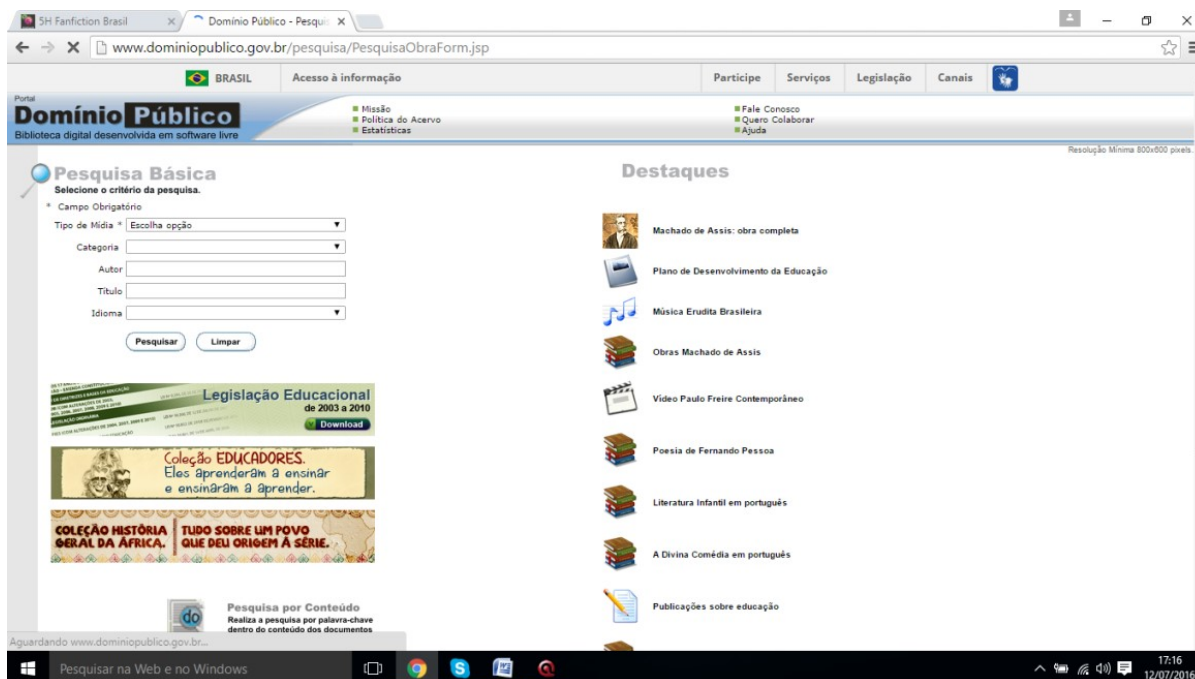 5H Fanfiction Brasil
Domínio Público - Pesquis
www.dominiopublico.gov.br/pesquisa/PesquisaObraForm.jsp
BRASIL Acesso à informação Participe Serviços Legislação Canais
Portal
Domínio Público
Biblioteca digital desenvolvida em software livre
Missão
Política do Acervo
Estatísticas
Fale Conosco
Quero Colaborar
Ajuda
Resolução Mínima 800x600 pixels.
Pesquisa Básica
Selecione o critério da pesquisa.
* Campo Obrigatório
Tipo de Mídia * Escolha opção
Categoria
Autor
Título
Idioma
Pesquisar Limpar
Legislação Educacional
de 2003 a 2010
Download
Coleção EDUCADORES.
Eles aprenderam a ensinar
e ensinaram a aprender.
COLEÇÃO HISTÓRIA
GERAL DA ÁFRICA.
TUDO SOBRE UM POVO
QUE DEU ORIGEM À SÉRIE.
do
Pesquisa por Conteúdo
Realiza a pesquisa por palavra-chave
dentro do conteúdo dos documentos
Destaques
Machado de Assis: obra completa
Plano de Desenvolvimento da Educação
Música Erudita Brasileira
Obras Machado de Assis
Vídeo Paulo Freire Contemporâneo
Poesia de Fernando Pessoa
Literatura Infantil em português
A Divina Comédia em português
Publicações sobre educação
Aguardando www.dominiopublico.gov.br...
Pesquisar na Web e no Windows
17:16
12/07/2016